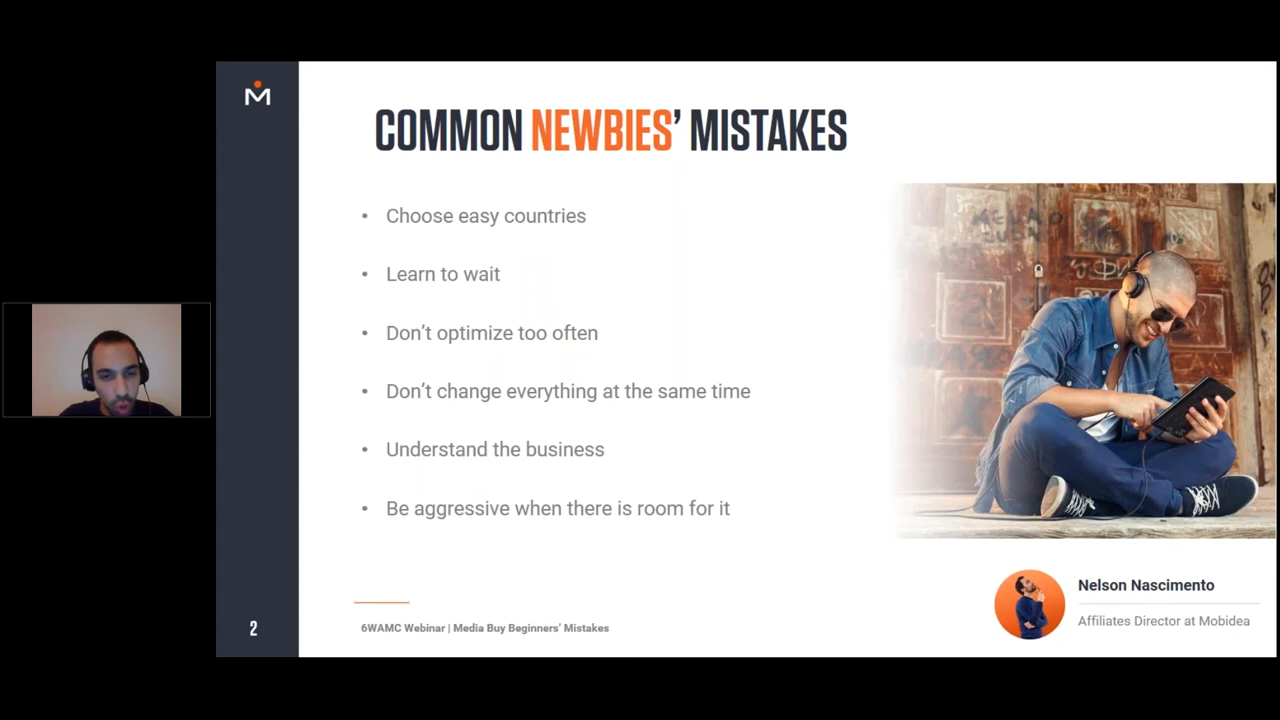 COMMON NEWBIES’ MISTAKES
• Choose easy countries
• Learn to wait
• Don’t optimize too often
• Don’t change everything at the same time
• Understand the business
• Be aggressive when there is room for it
Nelson Nascimento
Affiliates Director at Mobidea
6WAMC Webinar | Media Buy Beginners’ Mistakes
2